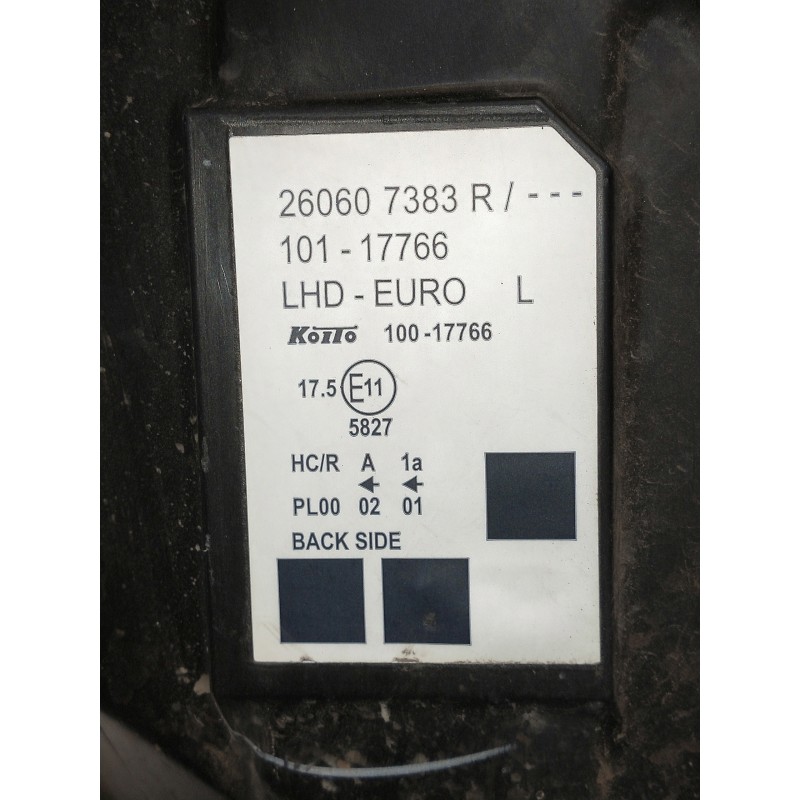 26060 7383 R / - - -
101 - 17766
LHD - EURO L
KOITO 100 -17766
17.5 E11
5827
HC/R A 1a
PL00 02 01
BACK SIDE